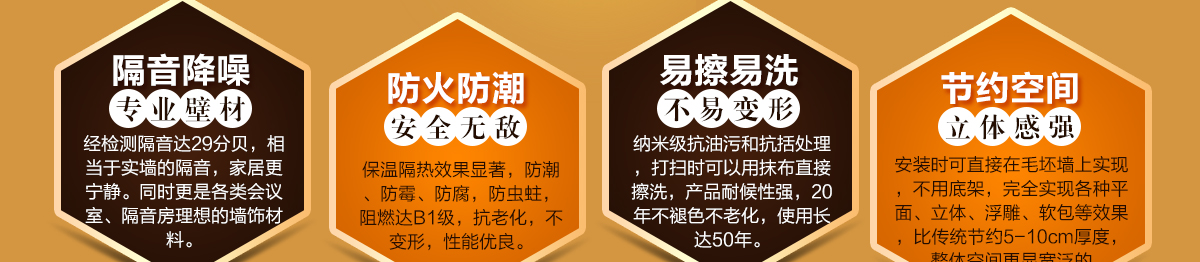 隔音降噪
专业壁材
经检测隔音达29分贝，相
当于实墙的隔音，家居更
宁静。同时更是各类会议
室、隔音房理想的墙饰材
料。
防火防潮
安全无敌
保温隔热效果显著，防潮
、防霉、防腐，防虫蛀，
阻燃达B1级，抗老化，不
变形，性能优良。
易擦易洗
不易变形
纳米级抗油污和抗括处理
，打扫时可以用抹布直接
擦洗，产品耐候性强，20
年不褪色不老化，使用长
达50年。
节约空间
立体感强
安装时可直接在毛坯墙上实现
，不用底架，完全实现各种平
面、立体、浮雕、软包等效果
，比传统节约5-10cm厚度，
整体空间更显宽泛的